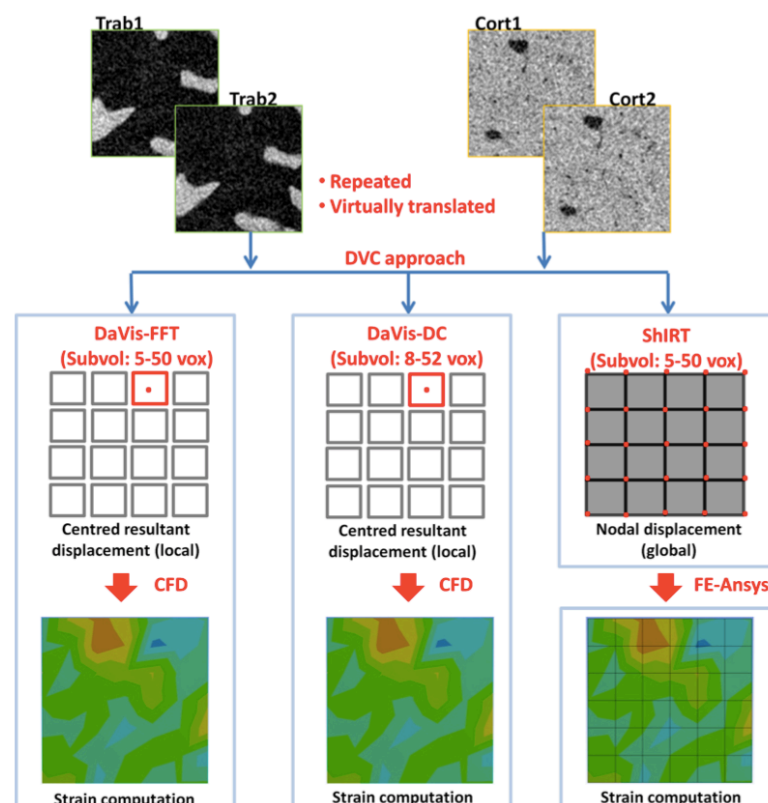 Trab1
Trab2
Cort1
Cort2
• Repeated
• Virtually translated
DVC approach
DaVis-FFT
(Subvol: 5-50 vox)
Centred resultant
displacement (local)
CFD
Strain computation
DaVis-DC
(Subvol: 8-52 vox)
Centred resultant
displacement (local)
CFD
Strain computation
ShIRT
(Subvol: 5-50 vox)
Nodal displacement
(global)
FE-Ansys
Strain computation